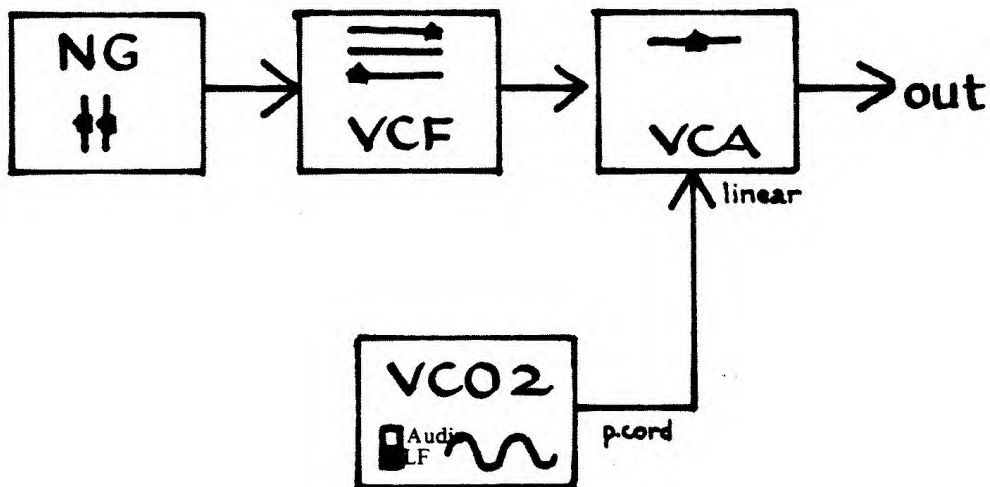 NG
VCF
VCA
out
linear
VCO2
Audio
LF
p.cord